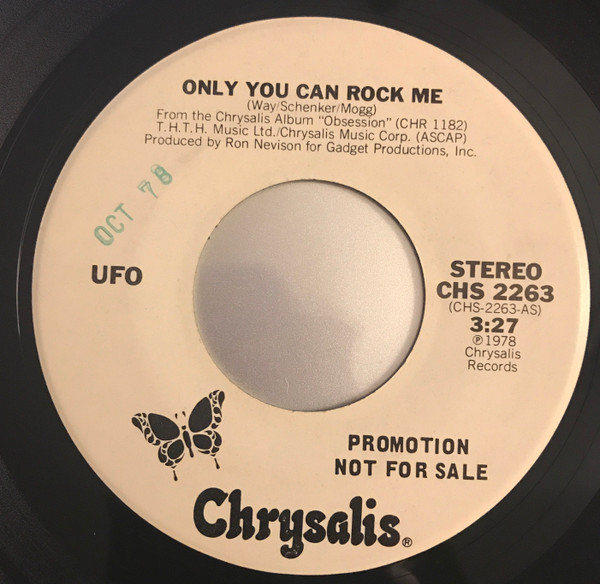 ONLY YOU CAN ROCK ME
(Way/Schenker/Mogg)
From the Chrysalis Album "Obsession" (CHR 1182)
T.H.T.H. Music Ltd./Chrysalis Music Corp. (ASCAP)
Produced by Ron Nevison for Gadget Productions, Inc.
OCT 78
UFO
STEREO
CHS 2263
(CHS-2263-AS)
3:27
℗ 1978
Chrysalis
Records
PROMOTION
NOT FOR SALE
Chrysalis®